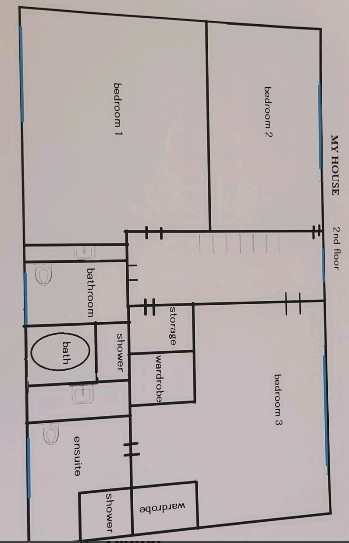 MY HOUSE
2nd floor
bedroom 2
bedroom 1
bathroom
storage
wardrobe
shower
bath
bedroom 3
ensuite
wardrobe
shower